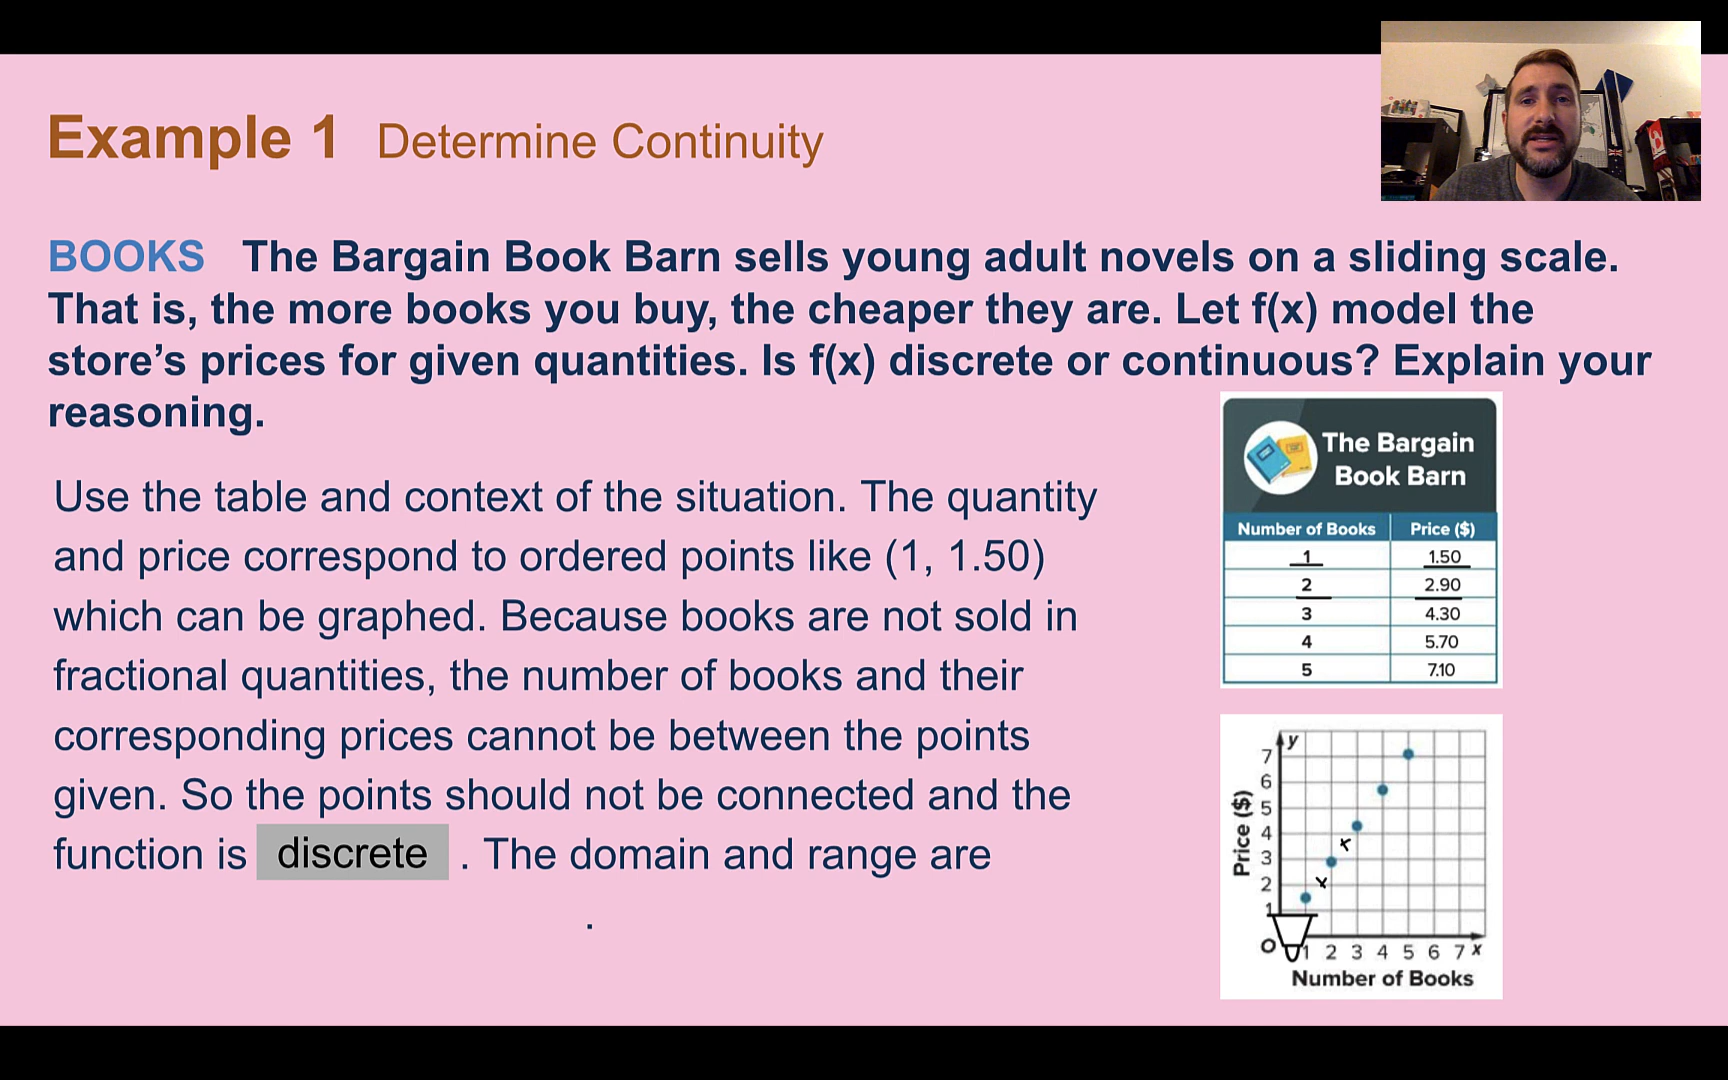 Example 1 Determine Continuity
BOOKS The Bargain Book Barn sells young adult novels on a sliding scale.
That is, the more books you buy, the cheaper they are. Let f(x) model the
store’s prices for given quantities. Is f(x) discrete or continuous? Explain your
reasoning.
Use the table and context of the situation. The quantity
and price correspond to ordered points like (1, 1.50)
which can be graphed. Because books are not sold in
fractional quantities, the number of books and their
corresponding prices cannot be between the points
given. So the points should not be connected and the
function is discrete . The domain and range are
.
The Bargain
Book Barn
Number of Books Price ($)
1 1.50
2 2.90
3 4.30
4 5.70
5 7.10
y
7
6
5
4
3
2
1
Price ($)
O 1 2 3 4 5 6 7 x
Number of Books